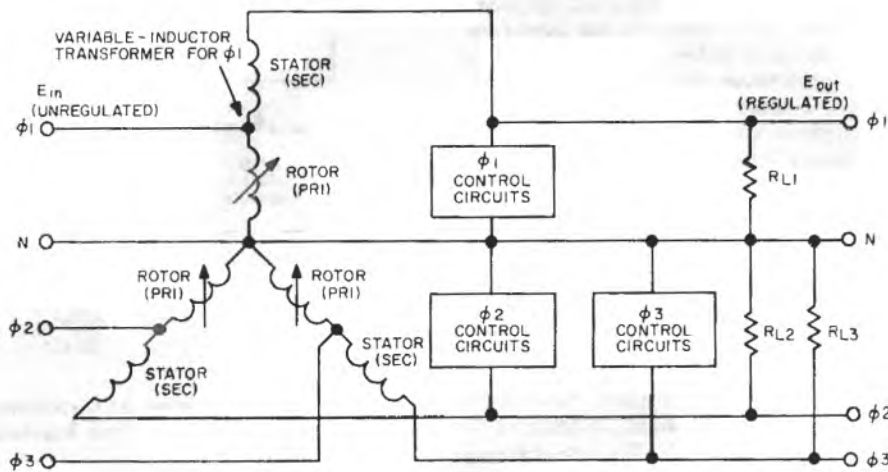 VARIABLE-INDUCTOR
TRANSFORMER FOR φ1
STATOR
(SEC)
Ein
(UNREGULATED)
Eout
(REGULATED)
φ1
φ1
φ1
CONTROL
CIRCUITS
ROTOR
(PRI)
RL1
N
N
ROTOR
(PRI)
ROTOR
(PRI)
φ2
CONTROL
CIRCUITS
φ3
CONTROL
CIRCUITS
RL2
RL3
φ2
STATOR
(SEC)
STATOR
(SEC)
φ2
φ3
φ3